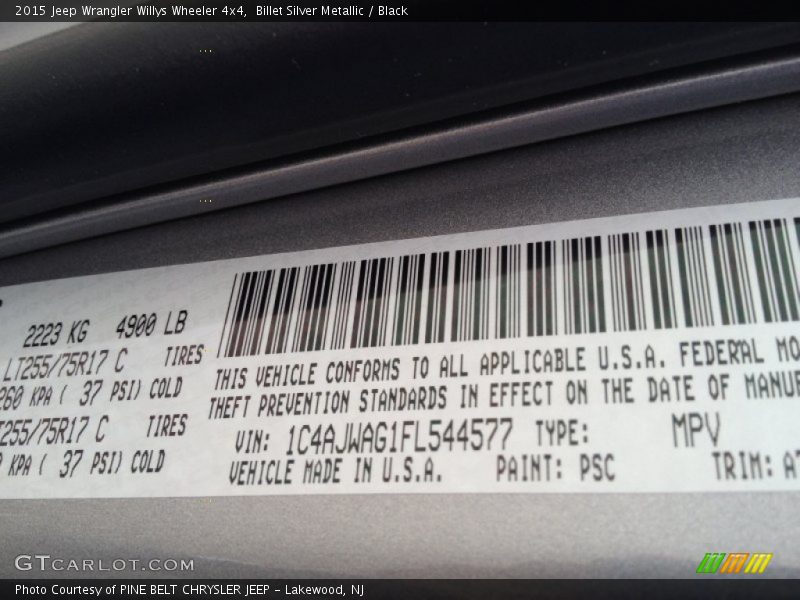 2015 Jeep Wrangler Willys Wheeler 4x4,  Billet Silver Metallic / Black
2223 KG 4900 LB
LT255/75R17 C TIRES
260 KPA ( 37 PSI) COLD
255/75R17 C TIRES
KPA ( 37 PSI) COLD
THIS VEHICLE CONFORMS TO ALL APPLICABLE U.S.A. FEDERAL MO
THEFT PREVENTION STANDARDS IN EFFECT ON THE DATE OF MANUF
VIN: 1C4AJWAG1FL544577 TYPE: MPV
VEHICLE MADE IN U.S.A. PAINT: PSC TRIM:
GTCARLOT.COM
Photo Courtesy of PINE BELT CHRYSLER JEEP - Lakewood, NJ